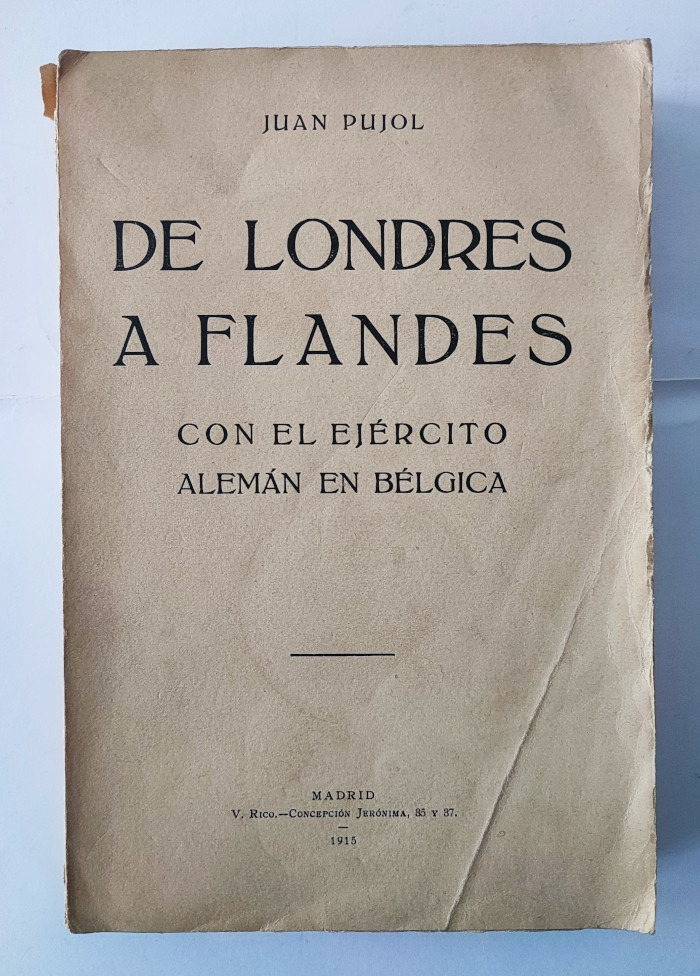 JUAN PUJOL
DE LONDRES
A FLANDES
CON EL EJÉRCITO
ALEMÁN EN BÉLGICA
MADRID
V. RICO.—CONCEPCIÓN JERÓNIMA, 35 Y 37.
—
1915